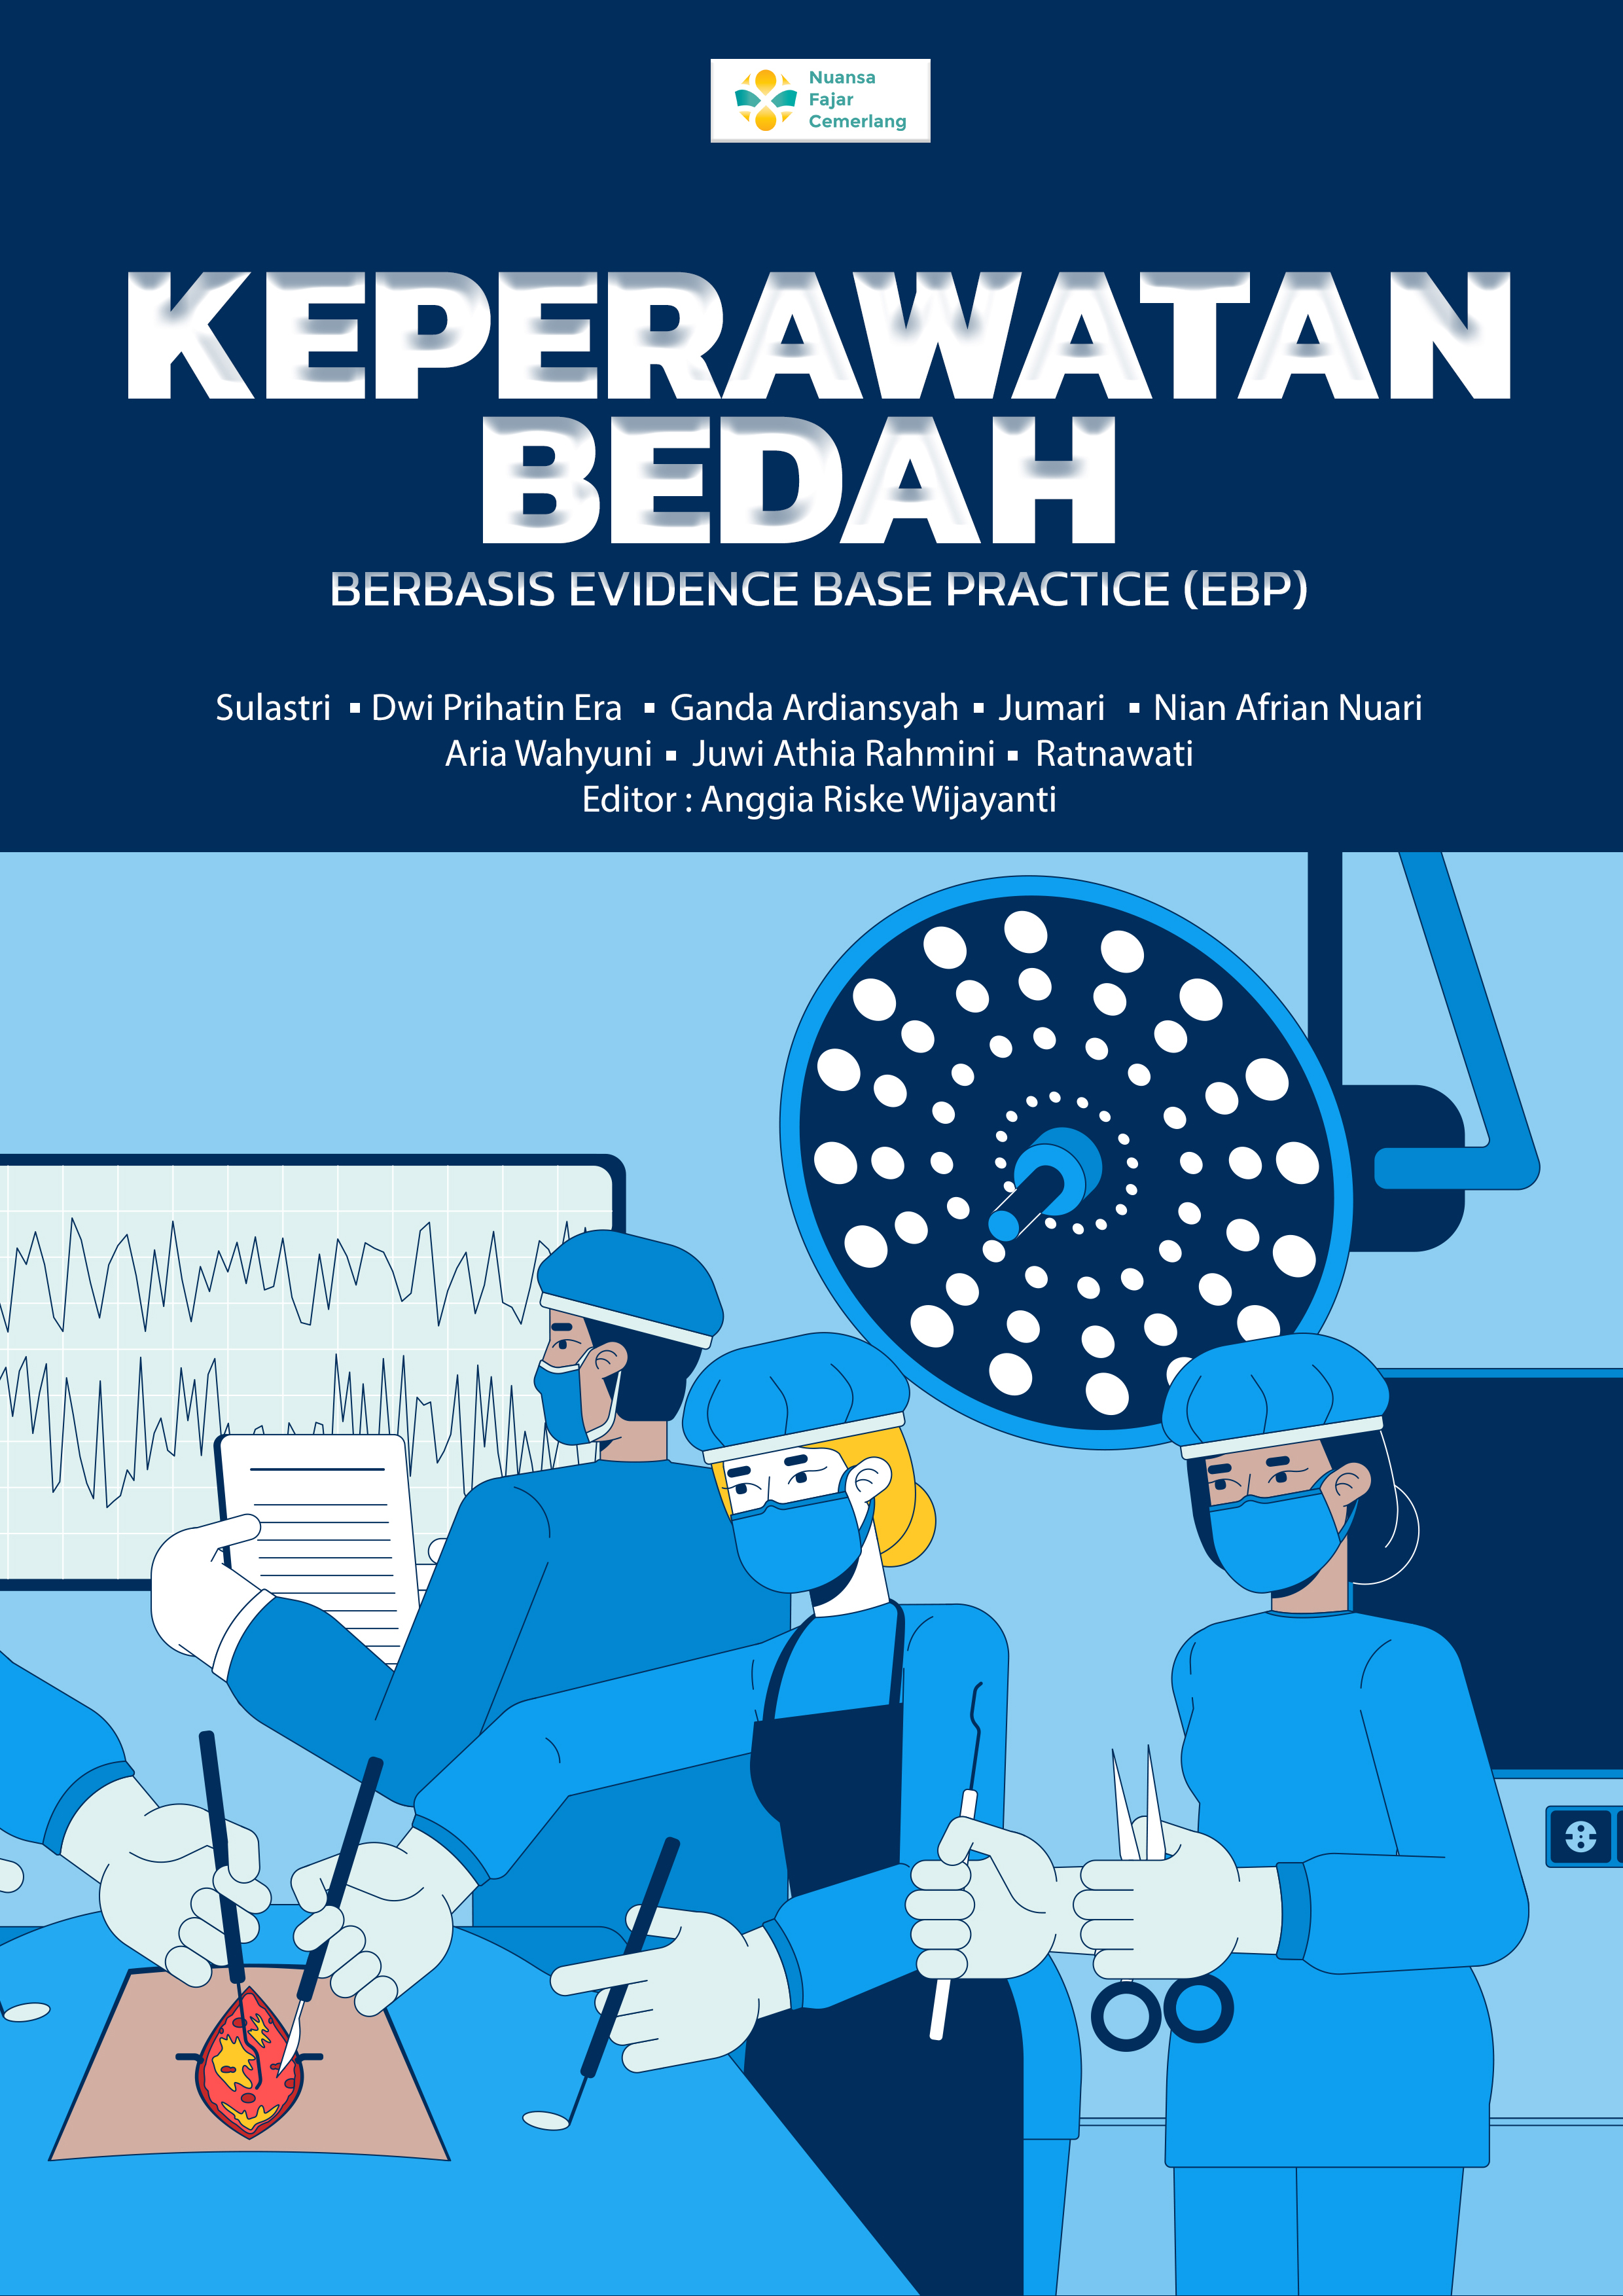 Nuansa
Fajar
Cemerlang
KEPERAWATAN
BEDAH
BERBASIS EVIDENCE BASE PRACTICE (EBP)
Sulastri ▪ Dwi Prihatin Era ▪ Ganda Ardiansyah ▪ Jumari ▪ Nian Afrian Nuari
Aria Wahyuni ▪ Juwi Athia Rahmini ▪ Ratnawati
Editor : Anggia Riske Wijayanti